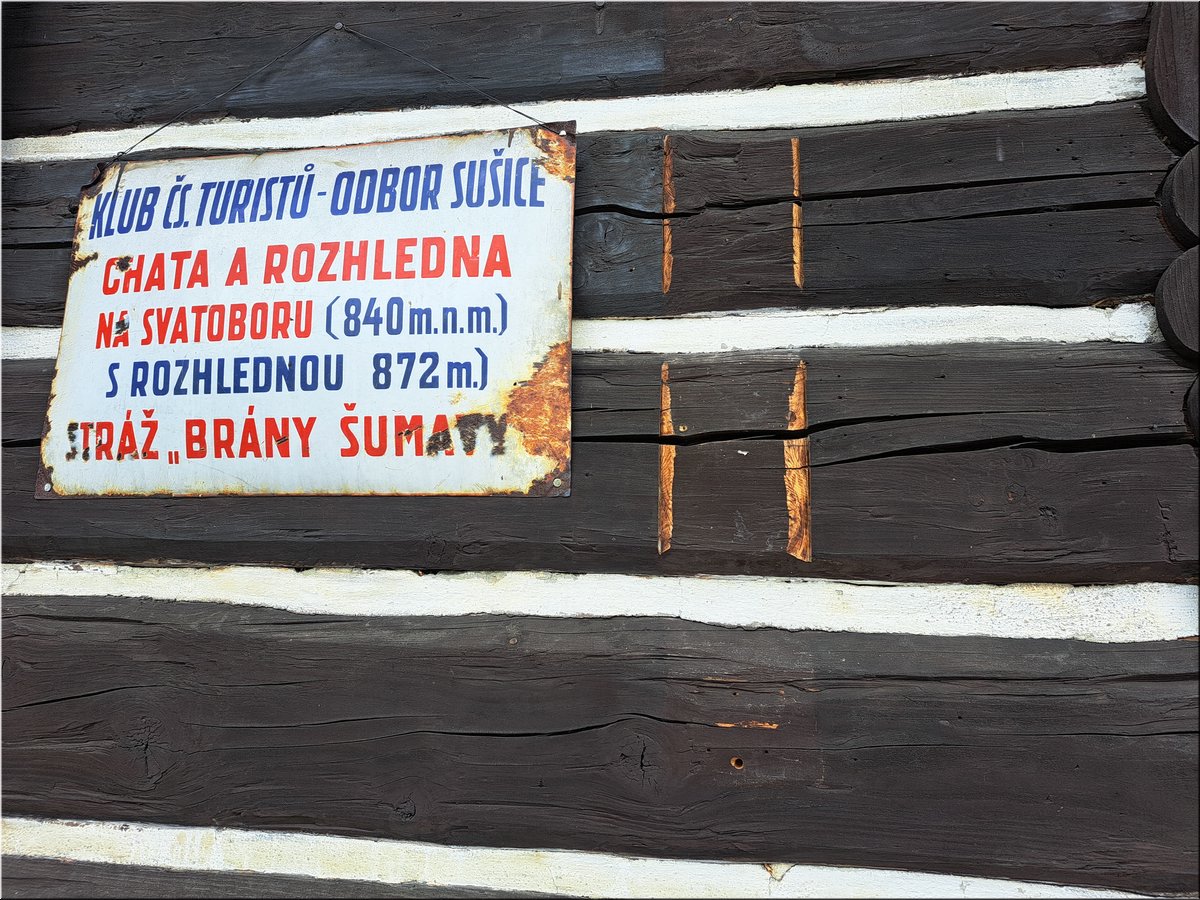 KLUB ČS. TURISTŮ - ODBOR SUŠICE
CHATA A ROZHLEDNA
NA SVATOBORU (840 m.n.m.)
S ROZHLEDNOU 872 m.)
STRÁŽ „BRÁNY ŠUMAVY